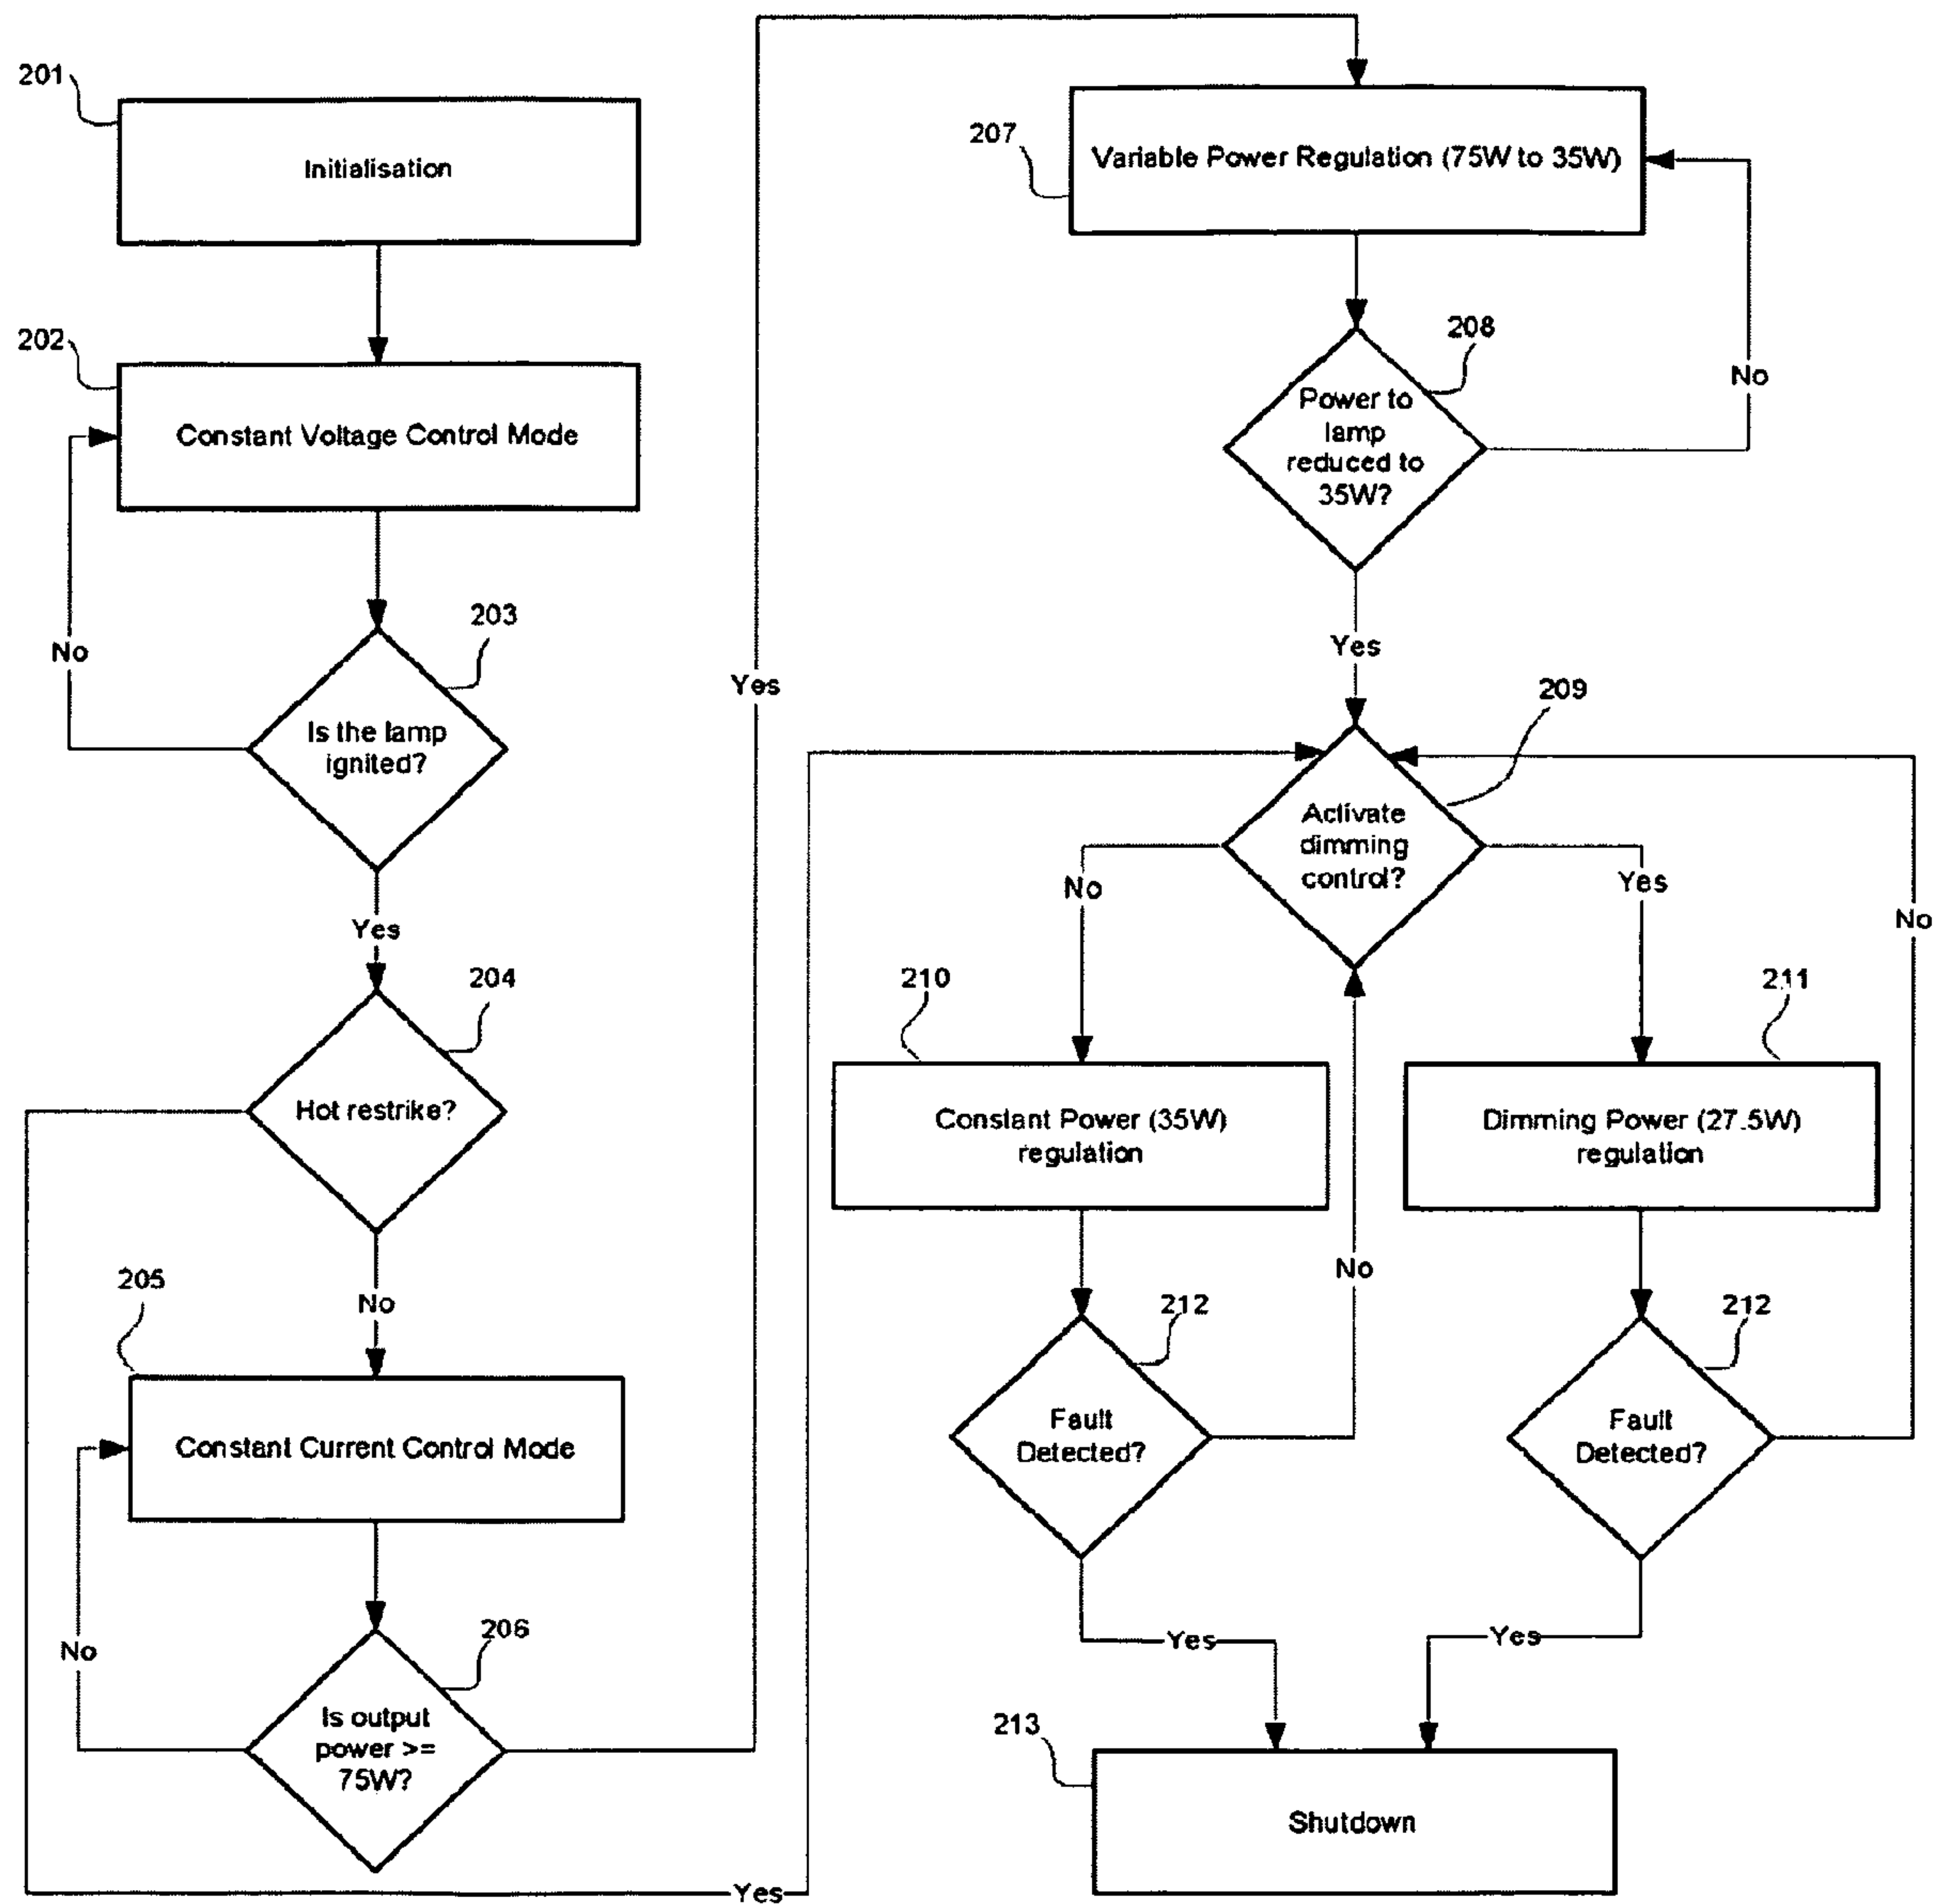 201
Initialisation
202
Constant Voltage Control Mode
No
203
Is the lamp
ignited?
Yes
204
Hot restrike?
No
205
Constant Current Control Mode
No
206
Is output
power >=
75W?
Yes
Yes
207
Variable Power Regulation (75W to 35W)
208
Power to
lamp
reduced to
35W?
No
Yes
209
Activate
dimming
control?
No
Yes
No
210
Constant Power (35W)
regulation
211
Dimming Power (27.5W)
regulation
No
212
Fault
Detected?
212
Fault
Detected?
Yes
Yes
213
Shutdown